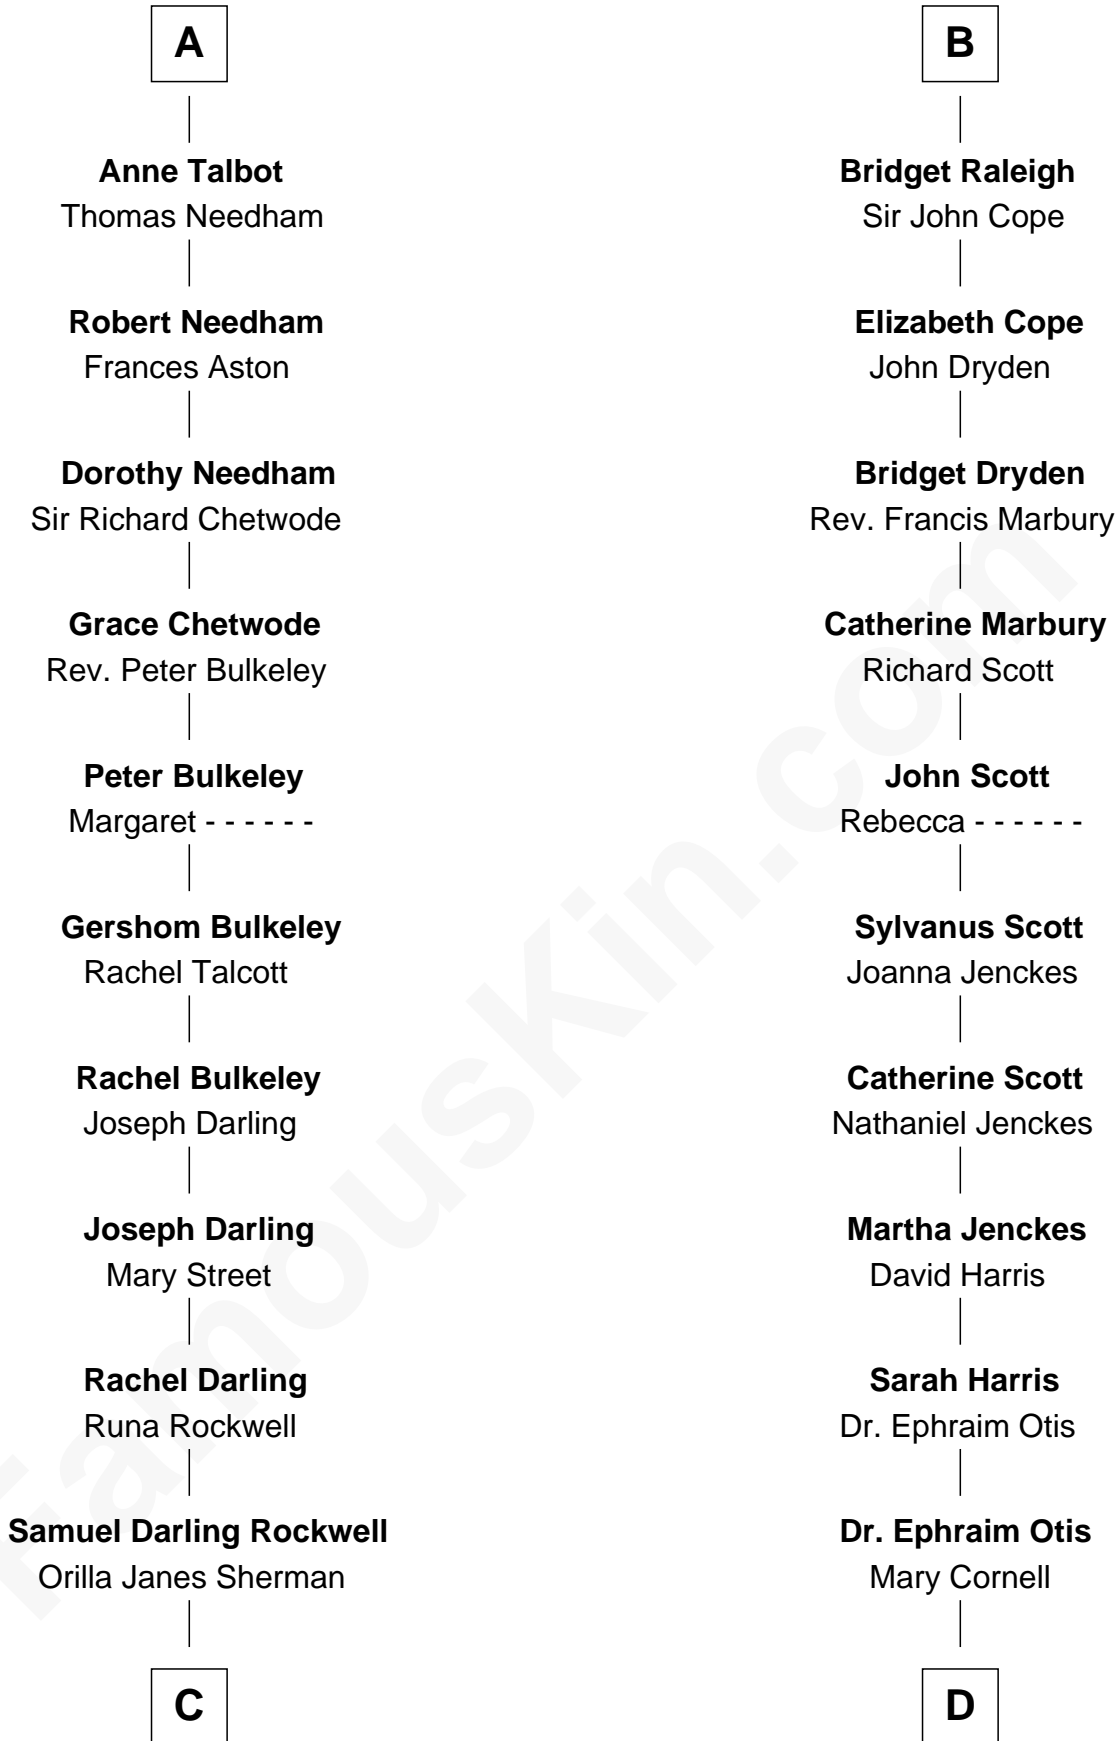 A
Anne Talbot
Thomas Needham
Robert Needham
Frances Aston
Dorothy Needham
Sir Richard Chetwode
Grace Chetwode
Rev. Peter Bulkeley
Peter Bulkeley
Margaret - - - - - -
Gershom Bulkeley
Rachel Talcott
Rachel Bulkeley
Joseph Darling
Joseph Darling
Mary Street
Rachel Darling
Runa Rockwell
Samuel Darling Rockwell
Orilla Janes Sherman
C
B
Bridget Raleigh
Sir John Cope
Elizabeth Cope
John Dryden
Bridget Dryden
Rev. Francis Marbury
Catherine Marbury
Richard Scott
John Scott
Rebecca - - - - - -
Sylvanus Scott
Joanna Jenckes
Catherine Scott
Nathaniel Jenckes
Martha Jenckes
David Harris
Sarah Harris
Dr. Ephraim Otis
Dr. Ephraim Otis
Mary Cornell
D
FamousKin.com